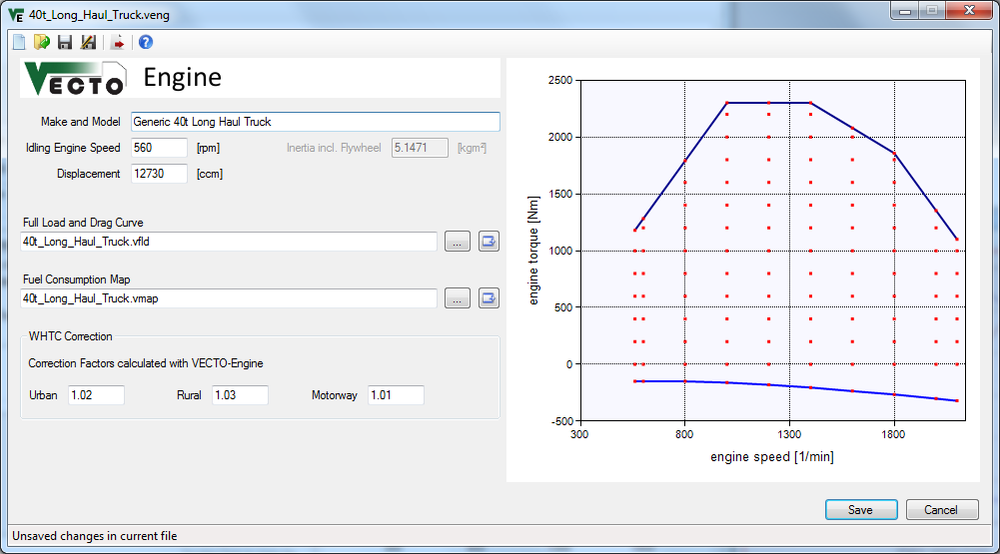 40t_Long_Haul_Truck.veng
VECTO
Engine
Make and Model
Generic 40t Long Haul Truck
Idling Engine Speed
560
[rpm]
Inertia incl. Flywheel
5.1471
[kgm²]
Displacement
12730
[ccm]
Full Load and Drag Curve
40t_Long_Haul_Truck.vfld
...
Fuel Consumption Map
40t_Long_Haul_Truck.vmap
...
WHTC Correction
Correction Factors calculated with VECTO-Engine
Urban
1.02
Rural
1.03
Motorway
1.01
engine torque [Nm]
2500
2000
1500
1000
500
0
-500
300
800
1300
1800
engine speed [1/min]
Save
Cancel
Unsaved changes in current file